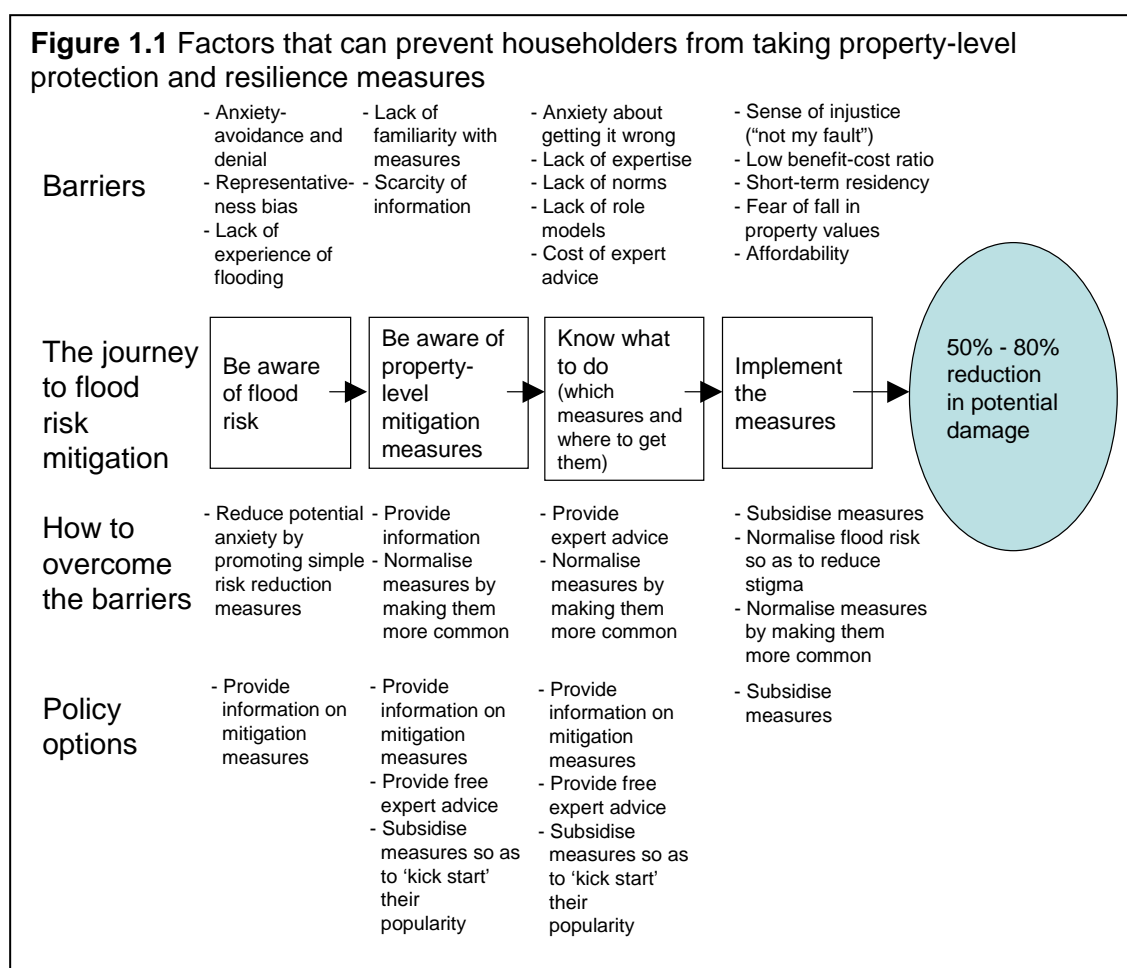 Figure 1.1 Factors that can prevent householders from taking property-level
protection and resilience measures
Barriers
- Anxiety-
avoidance and
denial
- Representative-
ness bias
- Lack of
experience of
flooding
- Lack of
familiarity with
measures
- Scarcity of
information
- Anxiety about
getting it wrong
- Lack of expertise
- Lack of norms
- Lack of role
models
- Cost of expert
advice
- Sense of injustice
("not my fault")
- Low benefit-cost ratio
- Short-term residency
- Fear of fall in
property values
- Affordability
The journey
to flood
risk
mitigation
Be aware
of flood
risk
Be aware of
property-
level
mitigation
measures
Know what
to do
(which
measures and
where to get
them)
Implement
the
measures
50% - 80%
reduction
in potential
damage
How to
overcome
the barriers
- Reduce potential
anxiety by
promoting simple
risk reduction
measures
- Provide
information
- Normalise
measures by
making them
more common
- Provide
expert advice
- Normalise
measures by
making them
more common
- Subsidise measures
- Normalise flood risk
so as to reduce
stigma
- Normalise measures
by making them
more common
Policy
options
- Provide
information on
mitigation
measures
- Provide
information on
mitigation
measures
- Provide free
expert advice
- Subsidise
measures so as
to ‘kick start’
their
popularity
- Provide
information on
mitigation
measures
- Provide free
expert advice
- Subsidise
measures so as
to ‘kick start’
their
popularity
- Subsidise
measures